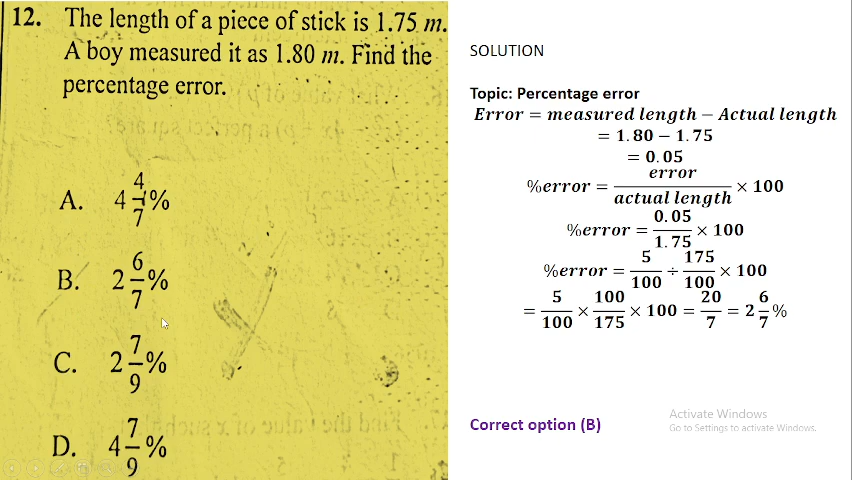 12. The length of a piece of stick is 1.75 m.
A boy measured it as 1.80 m. Find the
percentage error.
A. 4 4/7%
B. 2 6/7%
C. 2 7/9%
D. 4 7/9%
SOLUTION
Topic: Percentage error
Error = measured length − Actual length
= 1.80 − 1.75
= 0.05
%error = error/actual length × 100
%error = 0.05/1.75 × 100
%error = 5/100 ÷ 175/100 × 100
= 5/100 × 100/175 × 100 = 20/7 = 2 6/7 %
Correct option (B)
Activate Windows
Go to Settings to activate Windows.